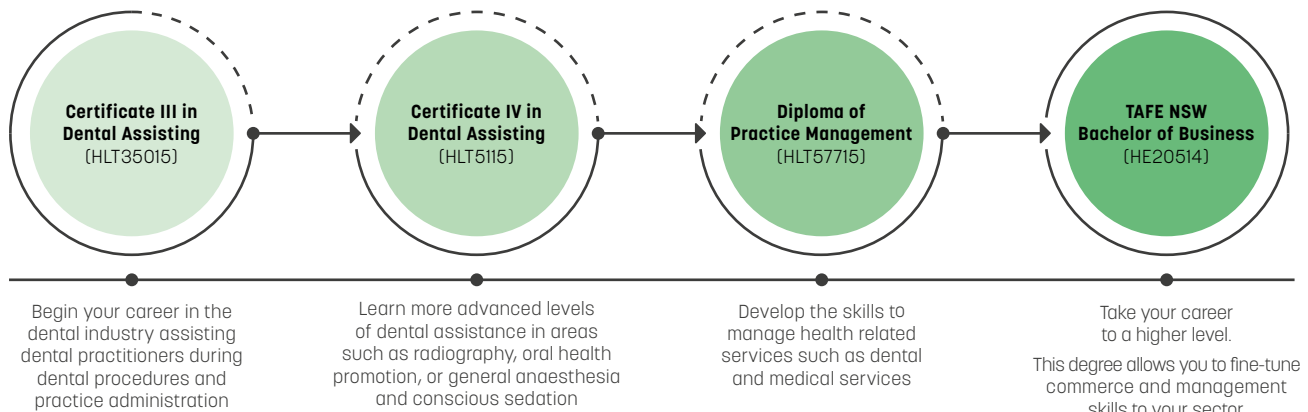 Certificate III in
Dental Assisting
(HLT35015)
Certificate IV in
Dental Assisting
(HLT5115)
Diploma of
Practice Management
(HLT57715)
TAFE NSW
Bachelor of Business
(HE20514)
Begin your career in the
dental industry assisting
dental practitioners during
dental procedures and
practice administration
Learn more advanced levels
of dental assistance in areas
such as radiography, oral health
promotion, or general anaesthesia
and conscious sedation
Develop the skills to
manage health related
services such as dental
and medical services
Take your career
to a higher level.
This degree allows you to fine-tune
commerce and management
skills to your sector